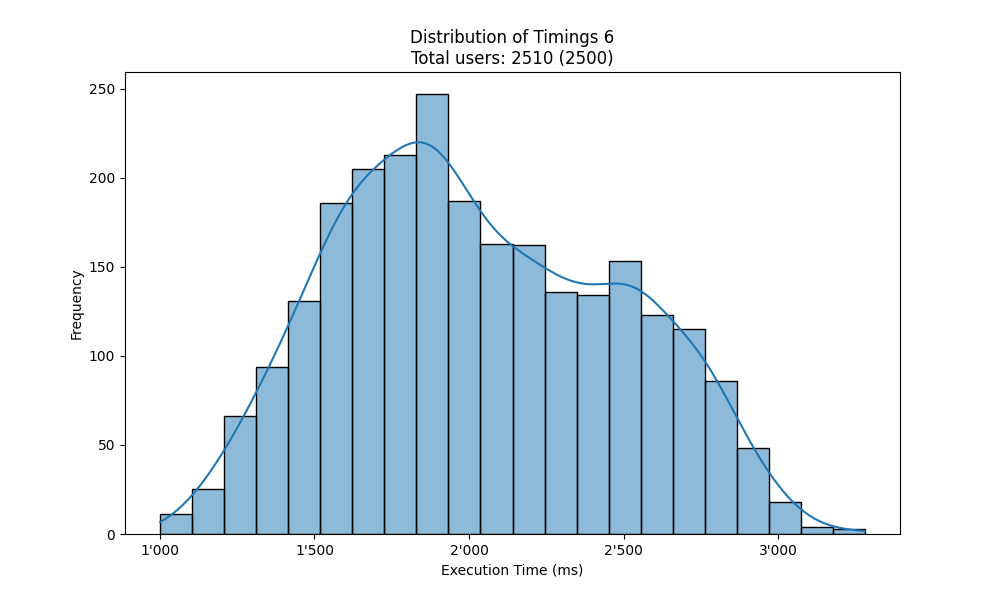 Distribution of Timings 6
Total users: 2510 (2500)
250
200
150
100
50
0
Frequency
1'000 1'500 2'000 2'500 3'000
Execution Time (ms)